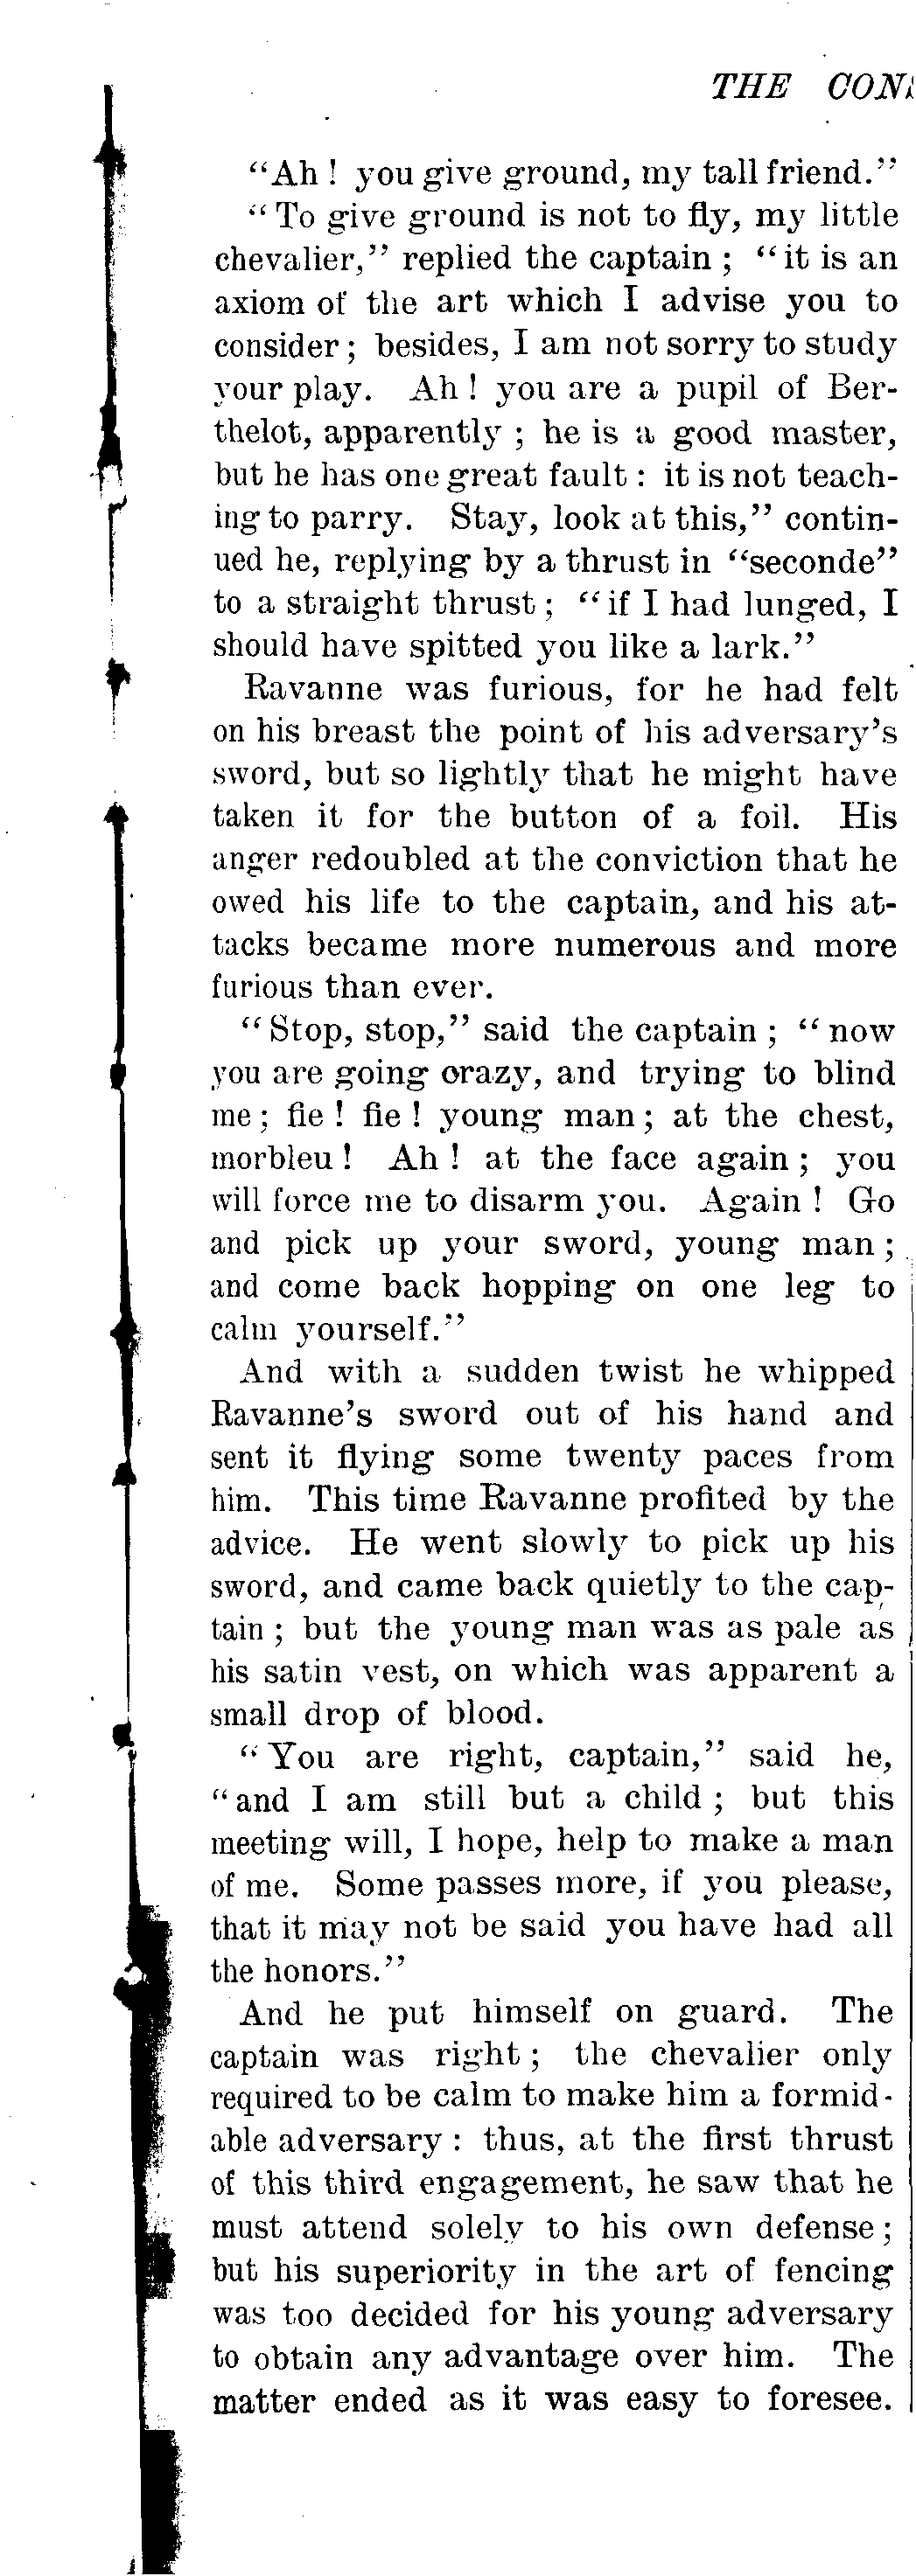 THE CONS
"Ah ! you give ground, my tall friend."
"To give ground is not to fly, my little
chevalier," replied the captain ; "it is an
axiom of the art which I advise you to
consider ; besides, I am not sorry to study
your play. Ah ! you are a pupil of Ber-
thelot, apparently ; he is a good master,
but he has one great fault : it is not teach-
ing to parry. Stay, look at this," contin-
ued he, replying by a thrust in "seconde"
to a straight thrust ; "if I had lunged, I
should have spitted you like a lark."
Ravanne was furious, for he had felt
on his breast the point of his adversary's
sword, but so lightly that he might have
taken it for the button of a foil. His
anger redoubled at the conviction that he
owed his life to the captain, and his at-
tacks became more numerous and more
furious than ever.
"Stop, stop," said the captain ; "now
you are going crazy, and trying to blind
me ; fie ! fie ! young man ; at the chest,
morbleu ! Ah ! at the face again ; you
will force me to disarm you. Again ! Go
and pick up your sword, young man ;
and come back hopping on one leg to
calm yourself."
And with a sudden twist he whipped
Ravanne's sword out of his hand and
sent it flying some twenty paces from
him. This time Ravanne profited by the
advice. He went slowly to pick up his
sword, and came back quietly to the cap-
tain ; but the young man was as pale as
his satin vest, on which was apparent a
small drop of blood.
"You are right, captain," said he,
"and I am still but a child ; but this
meeting will, I hope, help to make a man
of me. Some passes more, if you please,
that it may not be said you have had all
the honors."
And he put himself on guard. The
captain was right ; the chevalier only
required to be calm to make him a formid-
able adversary : thus, at the first thrust
of this third engagement, he saw that he
must attend solely to his own defense ;
but his superiority in the art of fencing
was too decided for his young adversary
to obtain any advantage over him. The
matter ended as it was easy to foresee.